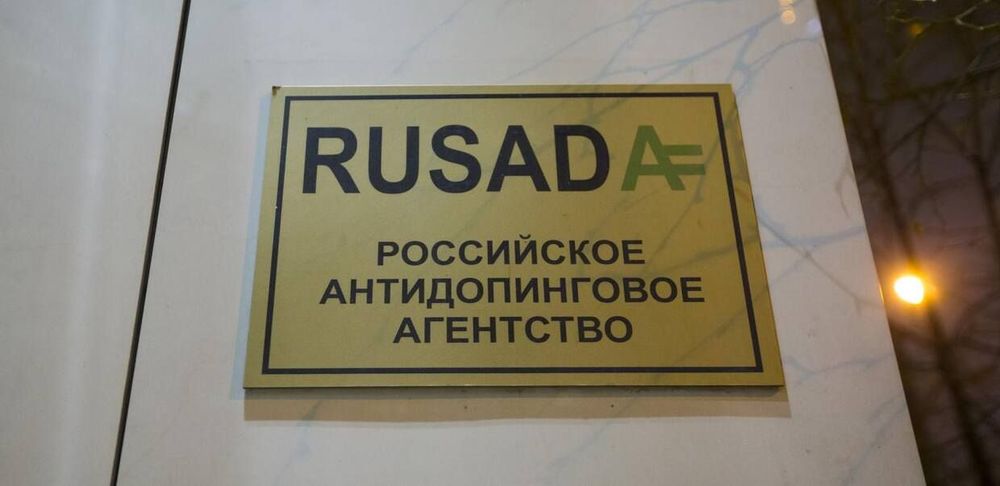 RUSADA
РОССИЙСКОЕ
АНТИДОПИНГОВОЕ
АГЕНТСТВО